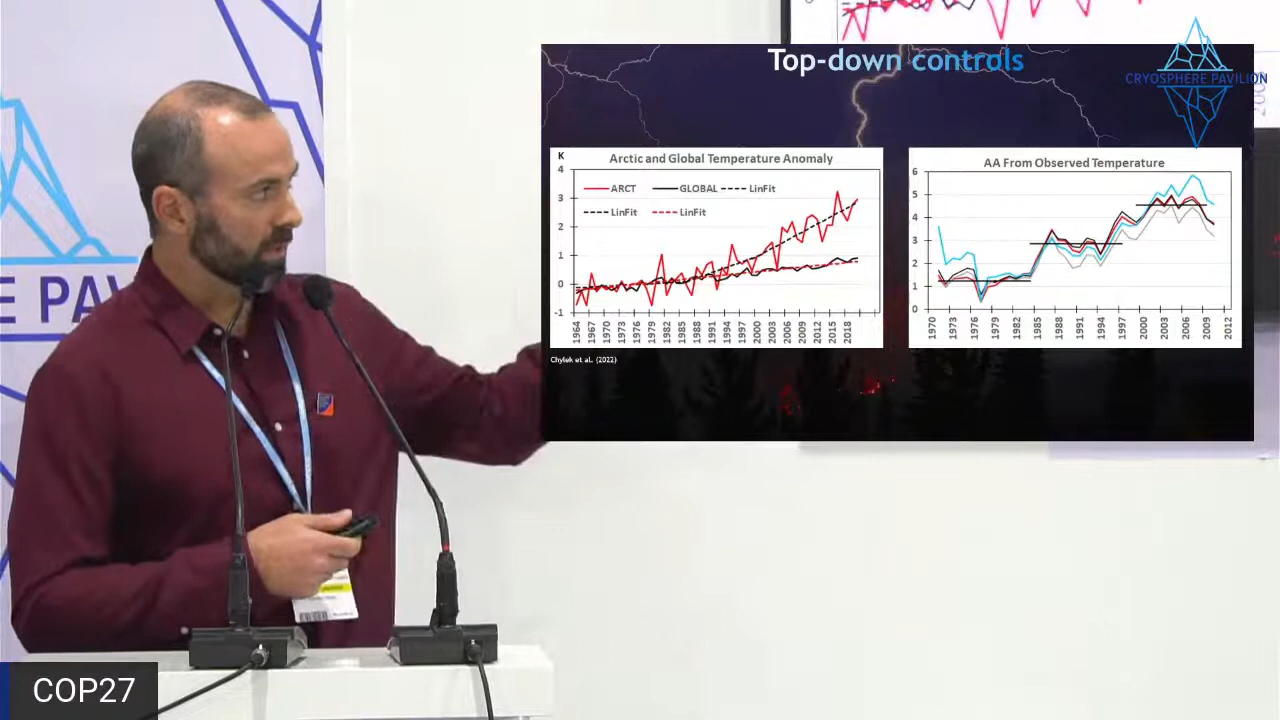 Top-down controls
CRYOSPHERE PAVILION
E PAV
Arctic and Global Temperature Anomaly
K
ARCT GLOBAL LinFit
LinFit LinFit
4
3
2
1
0
-1
1964 1967 1970 1973 1976 1979 1982 1985 1988 1991 1994 1997 2000 2003 2006 2009 2012 2015 2018
AA From Observed Temperature
6
5
4
3
2
1
0
1970 1973 1976 1979 1982 1985 1988 1991 1994 1997 2000 2003 2006 2009 2012
Chylek et al. (2022)
COP27